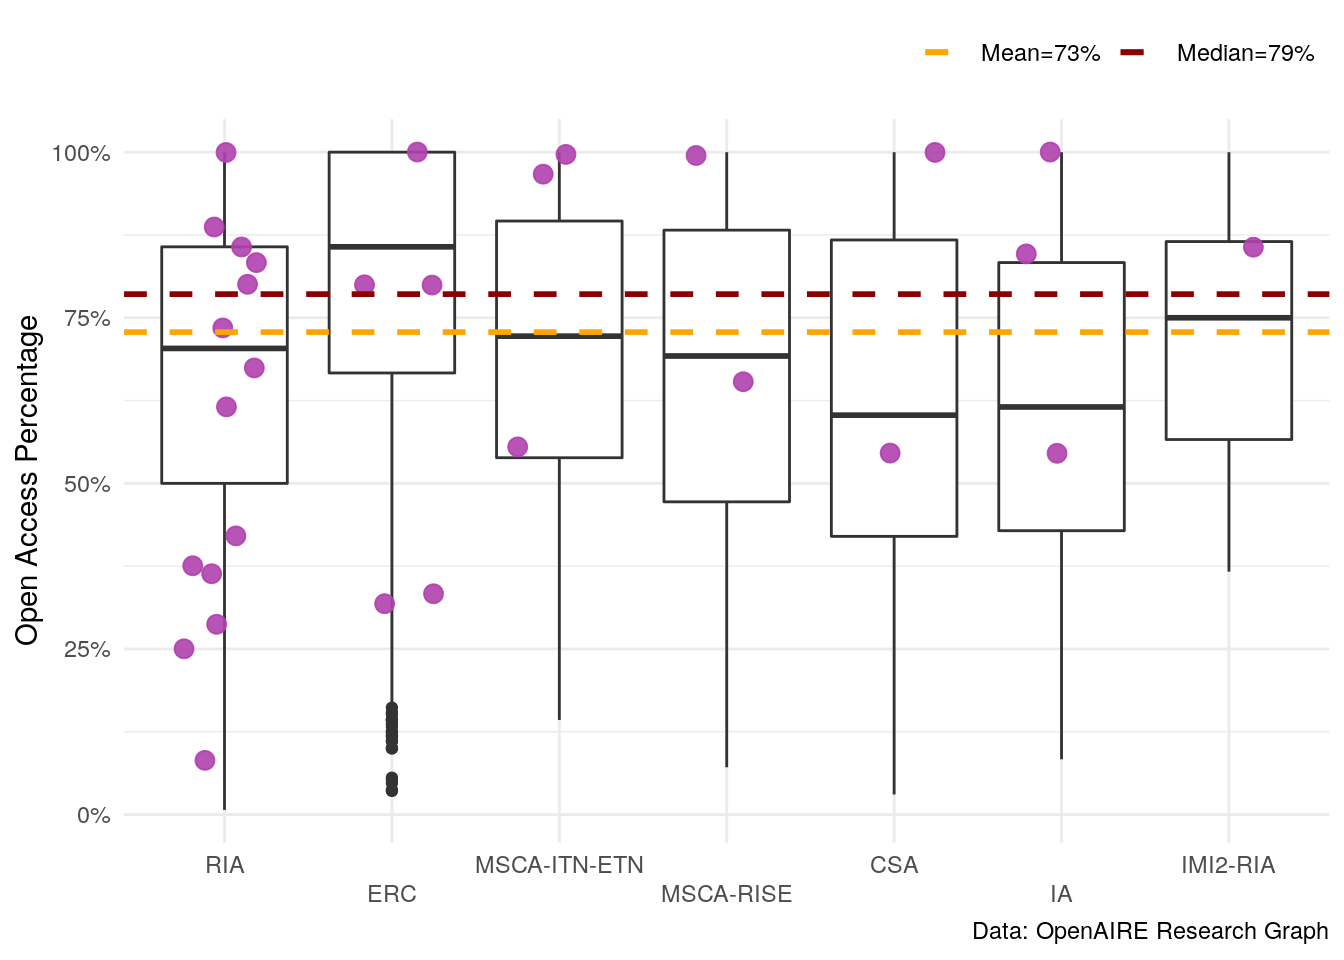 Mean=73% Median=79%
Open Access Percentage
100%
75%
50%
25%
0%
RIA MSCA-ITN-ETN CSA IMI2-RIA
ERC MSCA-RISE IA
Data: OpenAIRE Research Graph